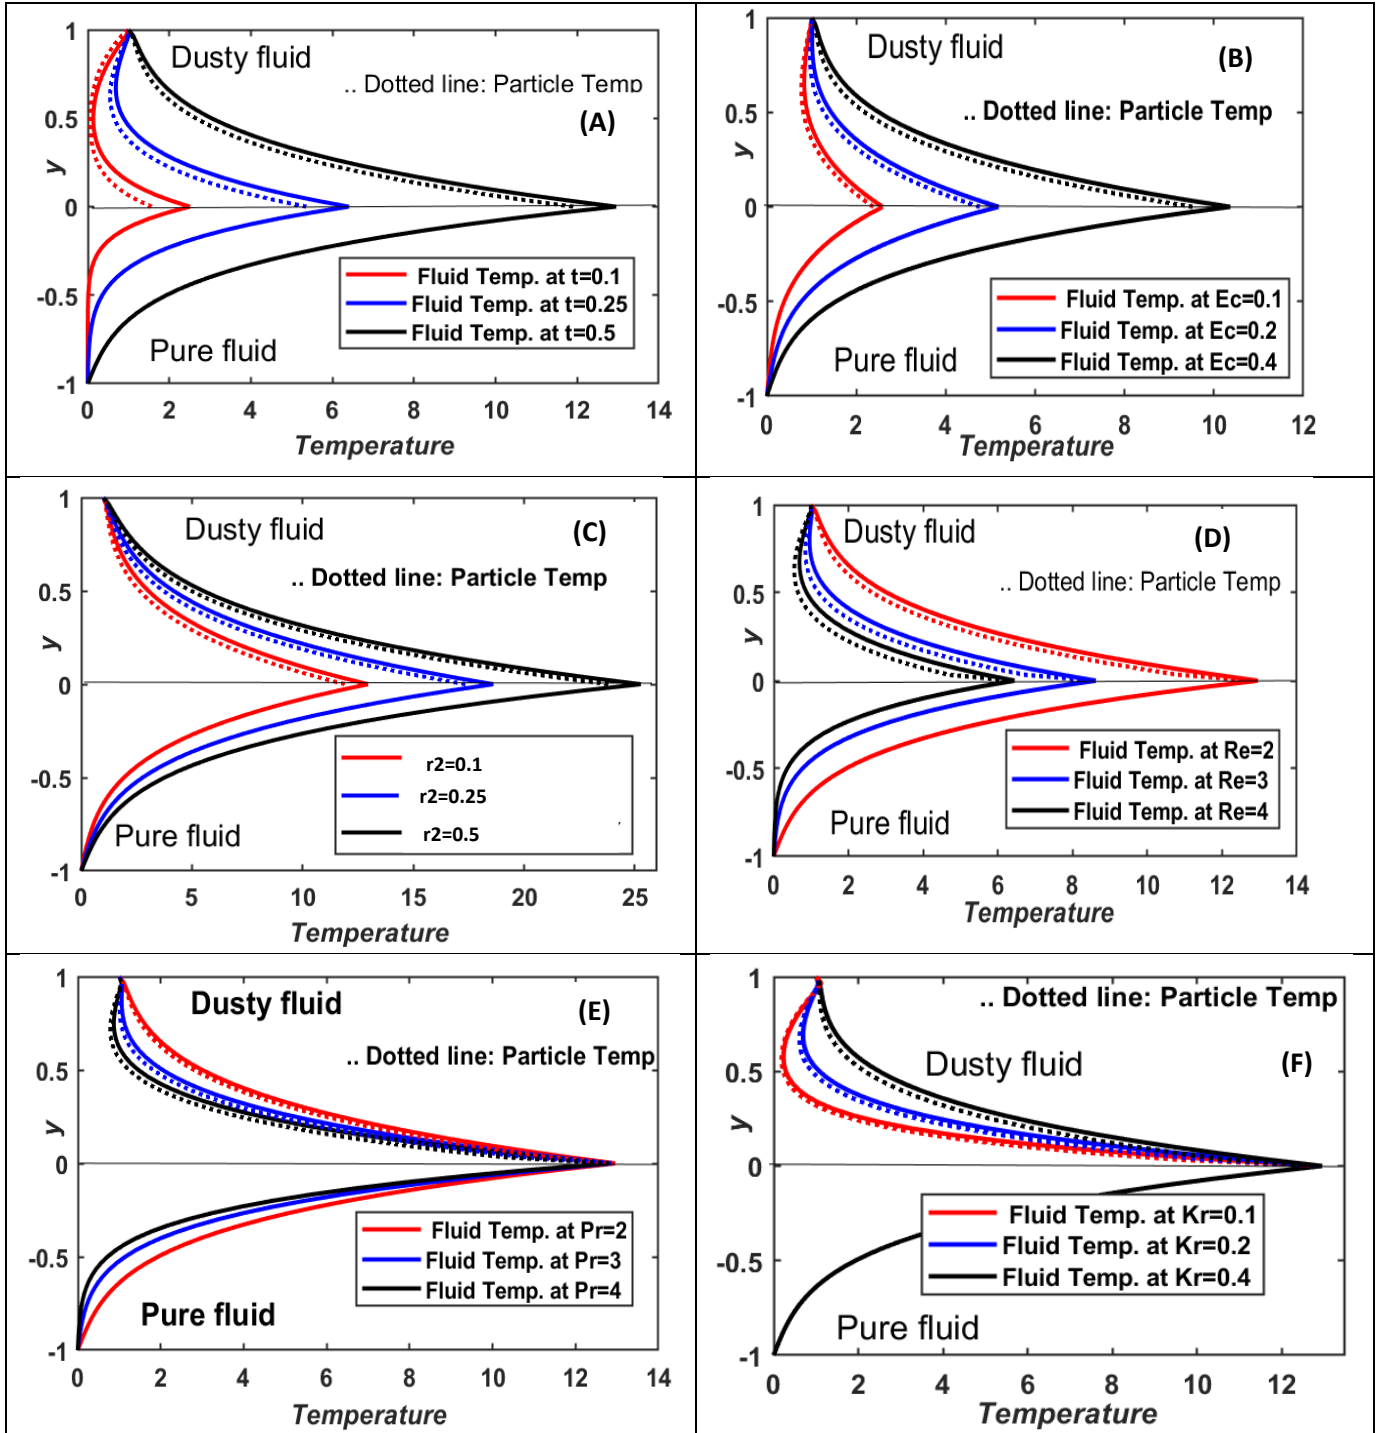 Dusty fluid
.. Dotted line: Particle Temp
(A)
1
0.5
0
-0.5
-1
y
Fluid Temp. at t=0.1
Fluid Temp. at t=0.25
Fluid Temp. at t=0.5
Pure fluid
0 2 4 6 8 10 12 14
Temperature
Dusty fluid
(B)
.. Dotted line: Particle Temp
1
0.5
0
-0.5
-1
y
Fluid Temp. at Ec=0.1
Fluid Temp. at Ec=0.2
Fluid Temp. at Ec=0.4
Pure fluid
0 2 4 6 8 10 12
Temperature
Dusty fluid
(C)
.. Dotted line: Particle Temp
1
0.5
0
-0.5
-1
y
r2=0.1
r2=0.25
r2=0.5
Pure fluid
0 5 10 15 20 25
Temperature
Dusty fluid
(D)
.. Dotted line: Particle Temp
1
0.5
0
-0.5
-1
y
Fluid Temp. at Re=2
Fluid Temp. at Re=3
Fluid Temp. at Re=4
Pure fluid
0 2 4 6 8 10 12 14
Temperature
Dusty fluid
(E)
.. Dotted line: Particle Temp
1
0.5
0
-0.5
-1
y
Fluid Temp. at Pr=2
Fluid Temp. at Pr=3
Fluid Temp. at Pr=4
Pure fluid
0 2 4 6 8 10 12 14
Temperature
.. Dotted line: Particle Temp
Dusty fluid
(F)
1
0.5
0
-0.5
-1
y
Fluid Temp. at Kr=0.1
Fluid Temp. at Kr=0.2
Fluid Temp. at Kr=0.4
Pure fluid
0 2 4 6 8 10 12
Temperature